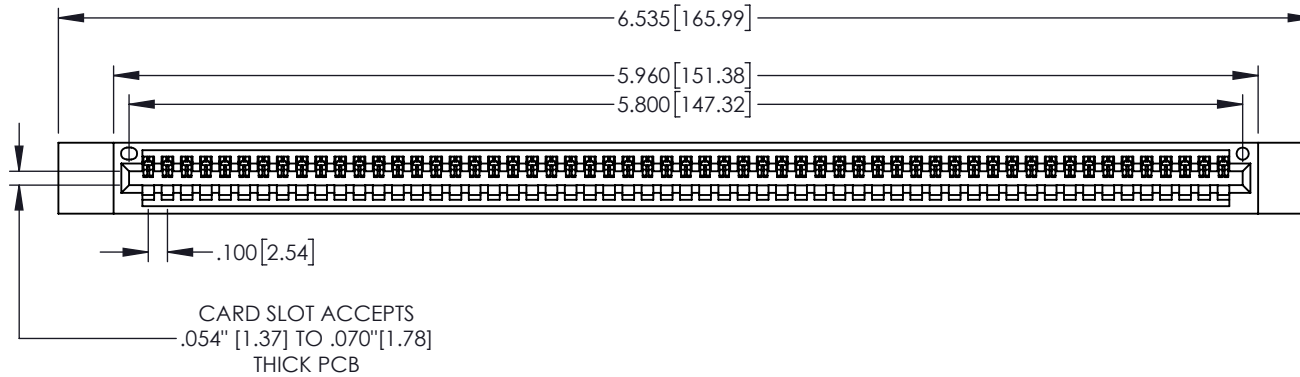 6.535[165.99]
5.960[151.38]
5.800[147.32]
.100[2.54]
CARD SLOT ACCEPTS
.054" [1.37] TO .070"[1.78]
THICK PCB